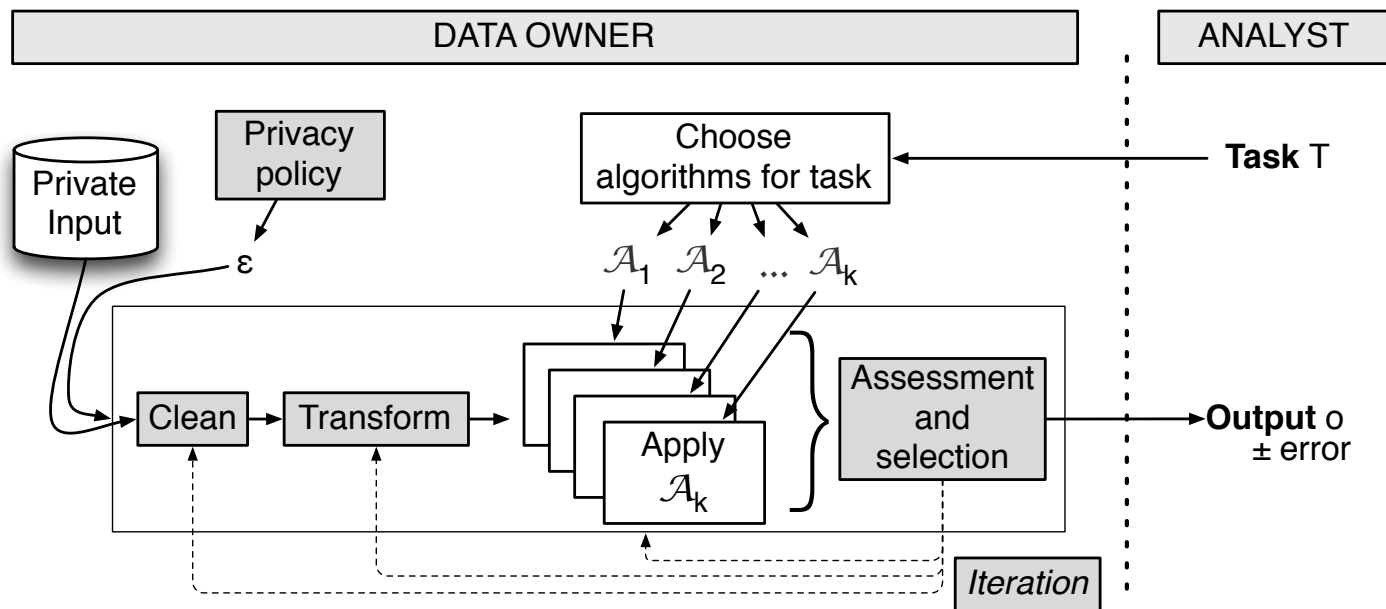 DATA OWNER
ANALYST
Privacy
policy
Choose
algorithms for task
Task T
Private
Input
ε
𝒜1
𝒜2
...
𝒜k
Clean
Transform
Apply
𝒜k
Assessment
and
selection
Output o
± error
Iteration